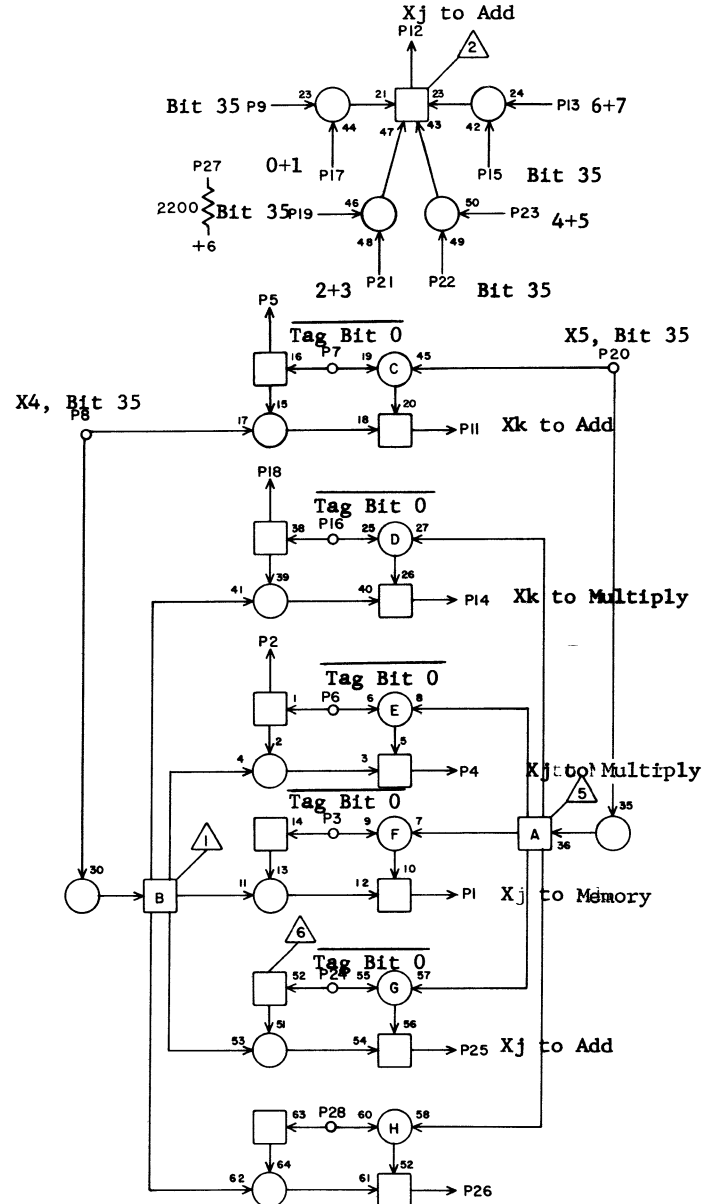 Xj to Add
P12
2
Bit 35 P9 23 21 23 24 P13 6+7
44 47 43 42
P27 0+1 P17 P15 Bit 35
2200 Bit 35 P19 46 50 P23 4+5
+6 48 49
2+3 P21 P22 Bit 35
P5
Tag Bit 0 X5, Bit 35
16 P7 19 C 45 P20
X4, Bit 35
P8 17 15 18 20 P11 Xk to Add
P18
Tag Bit 0
38 P16 25 D 27
41 39 40 26 P14 Xk to Multiply
P2
Tag Bit 0
1 P6 6 E 8
4 2 3 5 P4 Xj to Multiply
Tag Bit 0 5
14 P3 9 F 7 A 36 35
1
30 B 11 13 12 10 P1 Xj to Memory
6
Tag Bit 0
52 P24 55 G 57
53 51 54 56 P25 Xj to Add
63 P28 60 H 58
62 64 61 52 P26